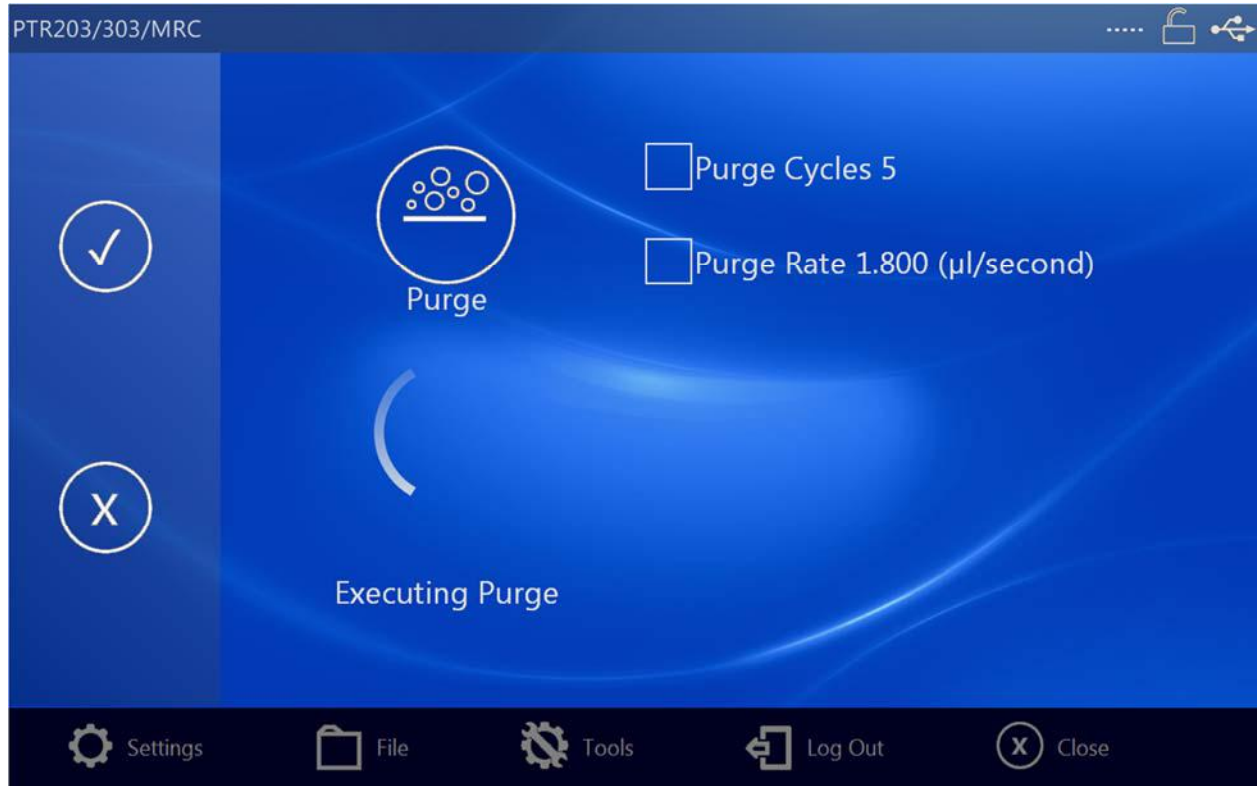 PTR203/303/MRC
.....
Purge Cycles 5
Purge Rate 1.800 (µl/second)
Purge
X
Executing Purge
Settings
File
Tools
Log Out
X Close